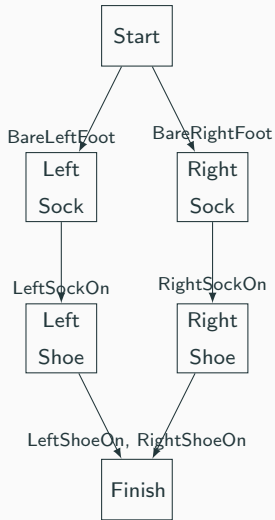 Start
BareLeftFoot
BareRightFoot
Left
Sock
Right
Sock
LeftSockOn
RightSockOn
Left
Shoe
Right
Shoe
LeftShoeOn, RightShoeOn
Finish